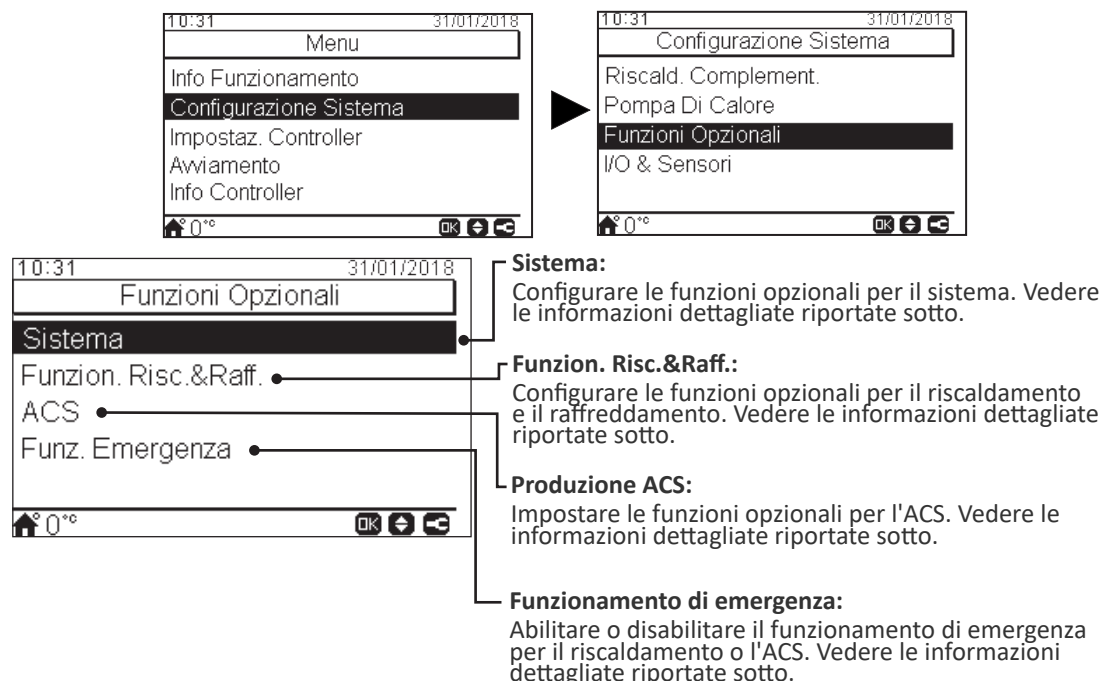 10:31 31/01/2018
Menu
Info Funzionamento
Configurazione Sistema
Impostaz. Controller
Avviamento
Info Controller
0°C OK
10:31 31/01/2018
Configurazione Sistema
Riscald. Complement.
Pompa Di Calore
Funzioni Opzionali
I/O & Sensori
0°C OK
10:31 31/01/2018
Funzioni Opzionali
Sistema
Funzion. Risc.&Raff.
ACS
Funz. Emergenza
0°C OK
Sistema:
Configurare le funzioni opzionali per il sistema. Vedere
le informazioni dettagliate riportate sotto.
Funzion. Risc.&Raff.:
Configurare le funzioni opzionali per il riscaldamento
e il raffreddamento. Vedere le informazioni dettagliate
riportate sotto.
Produzione ACS:
Impostare le funzioni opzionali per l'ACS. Vedere le
informazioni dettagliate riportate sotto.
Funzionamento di emergenza:
Abilitare o disabilitare il funzionamento di emergenza
per il riscaldamento o l'ACS. Vedere le informazioni
dettagliate riportate sotto.